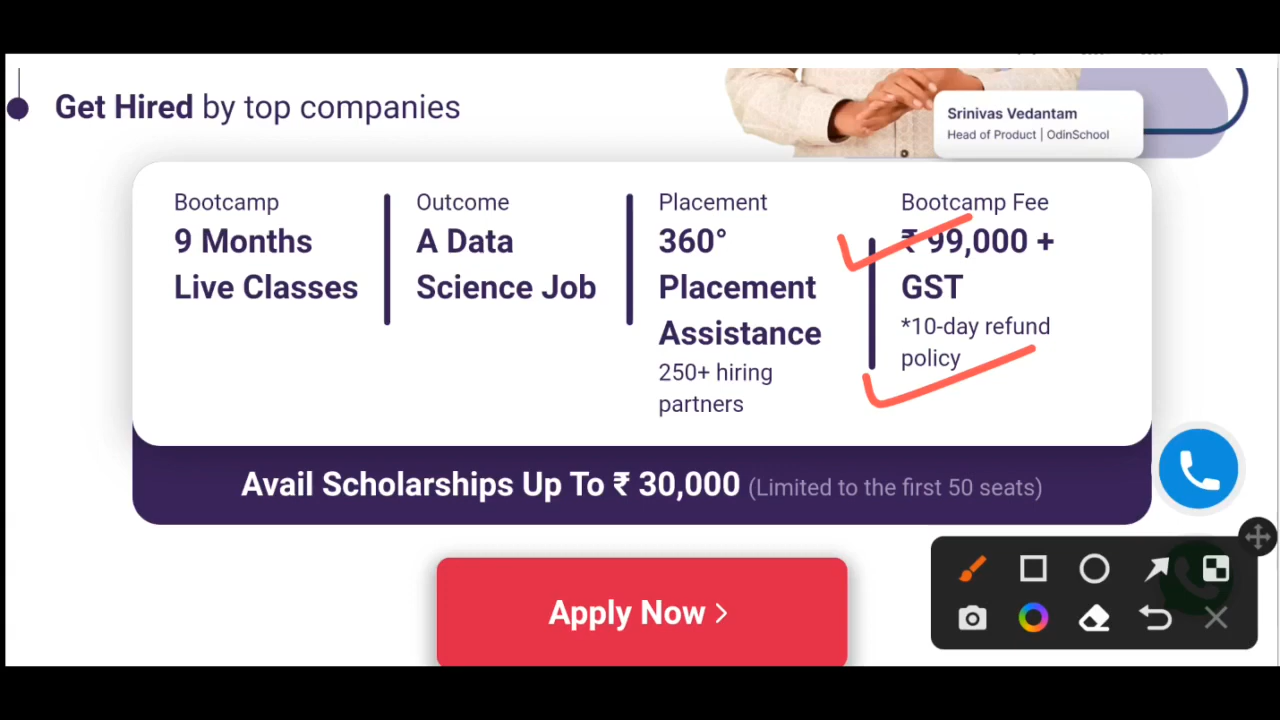 Get Hired by top companies
Srinivas Vedantam
Head of Product | OdinSchool
Bootcamp
9 Months
Live Classes
Outcome
A Data
Science Job
Placement
360°
Placement
Assistance
250+ hiring
partners
Bootcamp Fee
₹ 99,000 +
GST
*10-day refund
policy
Avail Scholarships Up To ₹ 30,000 (Limited to the first 50 seats)
Apply Now >